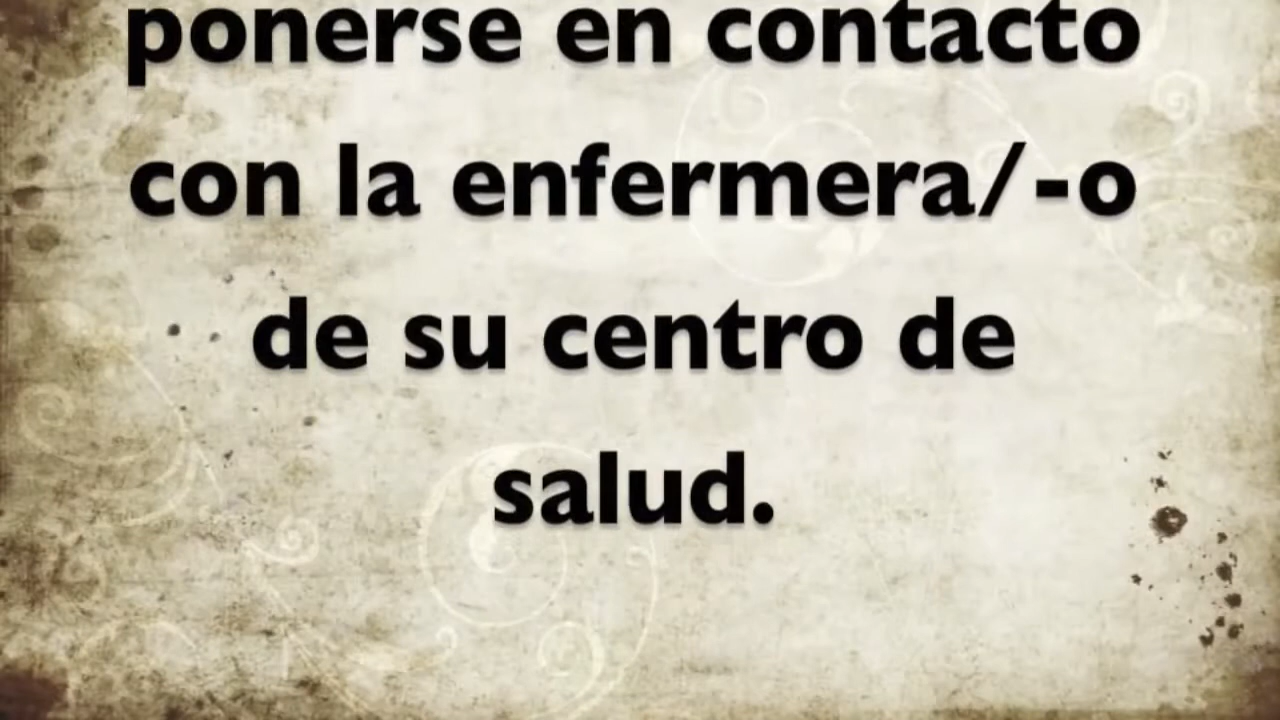 ponerse en contacto
con la enfermera/-o
de su centro de
salud.